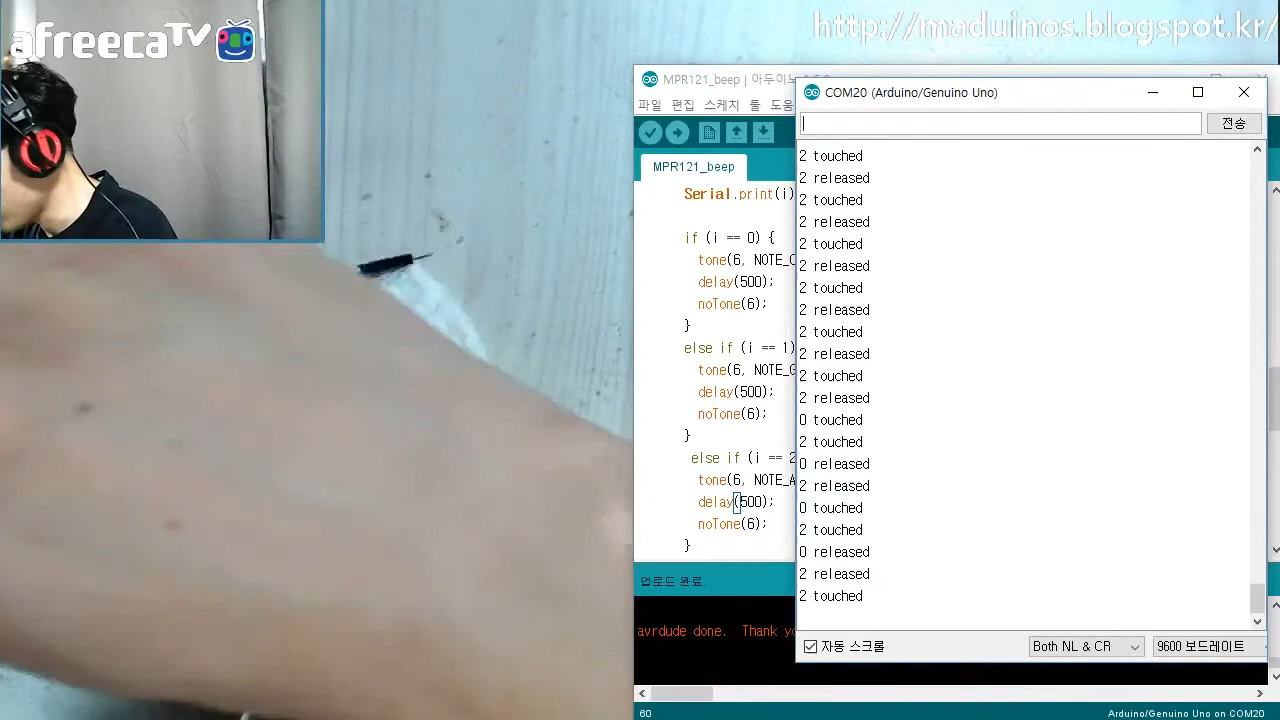 afreecaTV
http://maduinos.blogspot.kr/
MPR121_beep | 아두이노
파일 편집 스케치 툴 도움
MPR121_beep
Serial.print(i)
if (i == 0) {
tone(6, NOTE_
delay(500);
noTone(6);
}
else if (i == 1)
tone(6, NOTE_
delay(500);
noTone(6);
}
else if (i == 2
tone(6, NOTE_A
delay(500);
noTone(6);
}
업로드 완료.
avrdude done. Thank
60
Arduino/Genuino Uno on COM20
COM20 (Arduino/Genuino Uno)
전송
2 touched
2 released
2 touched
2 released
2 touched
2 released
2 touched
2 released
2 touched
2 released
2 touched
2 released
0 touched
2 touched
0 released
2 released
0 touched
2 touched
0 released
2 released
2 touched
자동 스크롤
Both NL & CR
9600 보드레이트